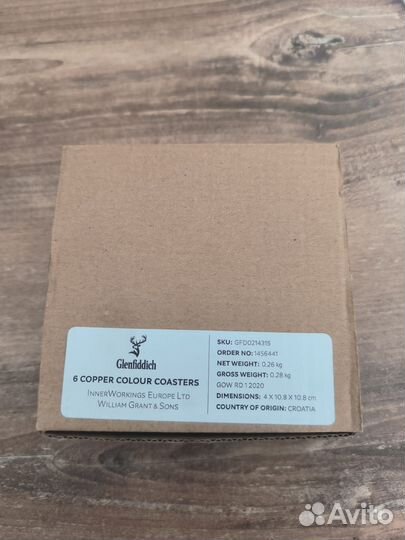 Glenfiddich
6 COPPER COLOUR COASTERS
INNERWORKINGS EUROPE LTD
WILLIAM GRANT & SONS
SKU: GFD0214315
ORDER NO: 1456441
NET WEIGHT: 0.26 kg
GROSS WEIGHT: 0.28 kg
GOW RD 1 2020
DIMENSIONS: 4 X 10.8 X 10.8 cm
COUNTRY OF ORIGIN: CROATIA
Avito